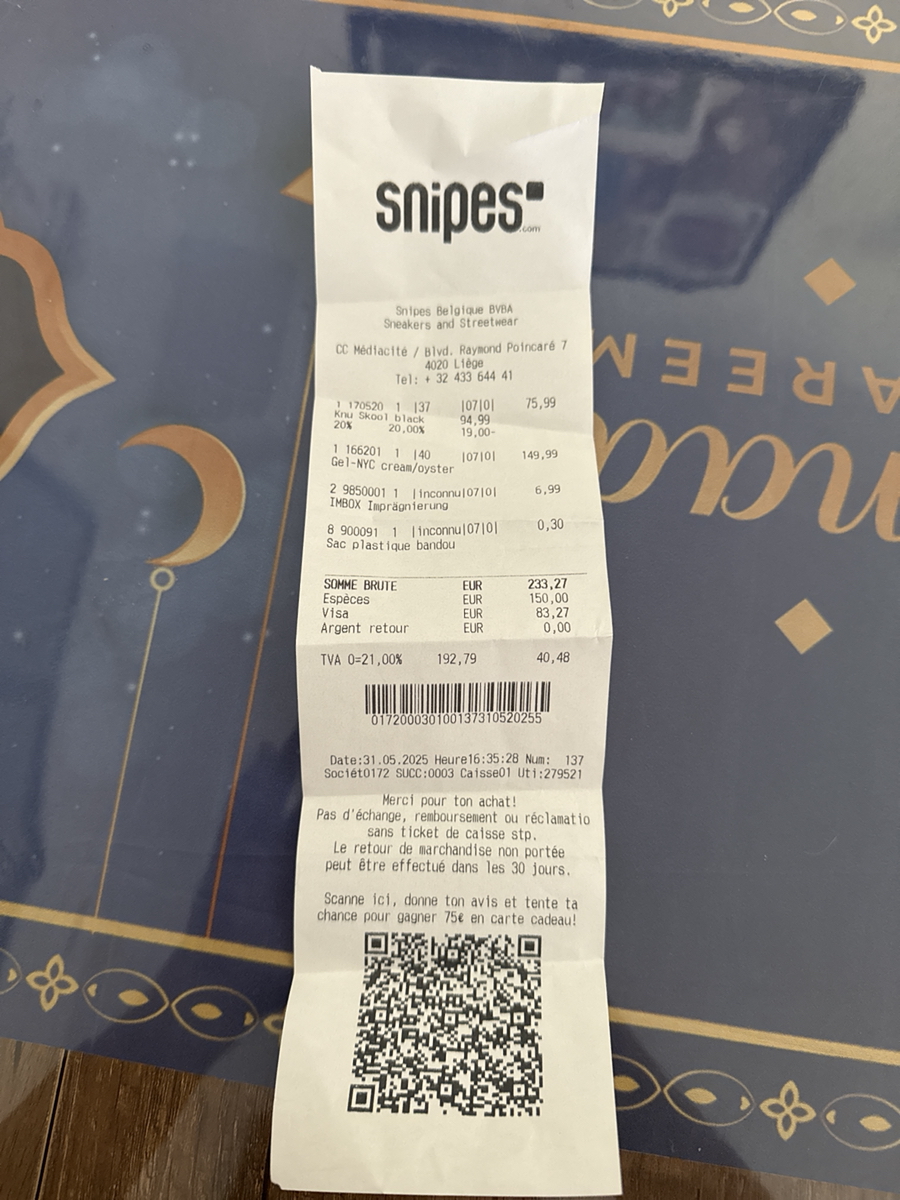 snipes
.com
Snipes Belgique BVBA
Sneakers and Streetwear
CC Médiacité / Blvd. Raymond Poincaré 7
4020 Liège
Tel: + 32 433 644 41
1 170520 1 |37 |07|0| 75,99
Knu Skool black 94,99
20% 20,00% 19,00-
1 166201 1 |40 |07|0| 149,99
Gel-NYC cream/oyster
2 9850001 1 |inconnu|07|0| 6,99
IMBOX Imprägnierung
8 900091 1 |inconnu|07|0| 0,30
Sac plastique bandou
SOMME BRUTE EUR 233,27
Espèces EUR 150,00
Visa EUR 83,27
Argent retour EUR 0,00
TVA 0=21,00% 192,79 40,48
017200030100137310520255
Date:31.05.2025 Heure16:35:28 Num: 137
Sociét0172 SUCC:0003 Caisse01 Uti:279521
Merci pour ton achat!
Pas d'échange, remboursement ou réclamatio
sans ticket de caisse stp.
Le retour de marchandise non portée
peut être effectué dans les 30 jours.
Scanne ici, donne ton avis et tente ta
chance pour gagner 75€ en carte cadeau!